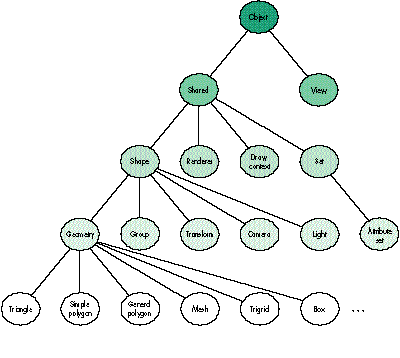 Object
Shared
View
Shape
Renderer
Draw
context
Set
Geometry
Group
Transform
Camera
Light
Attribute
set
Triangle
Simple
polygon
General
polygon
Mesh
Trigrid
Box
...